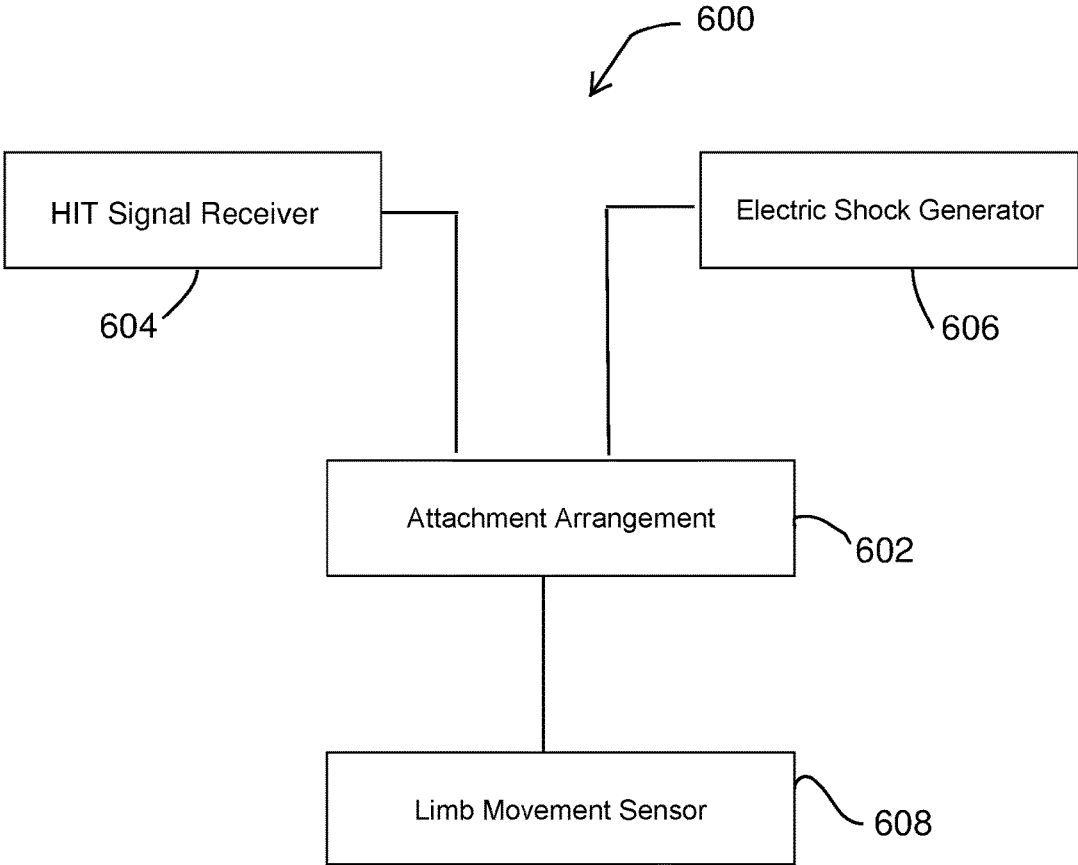 600
HIT Signal Receiver
Electric Shock Generator
604
606
Attachment Arrangement
602
Limb Movement Sensor
608